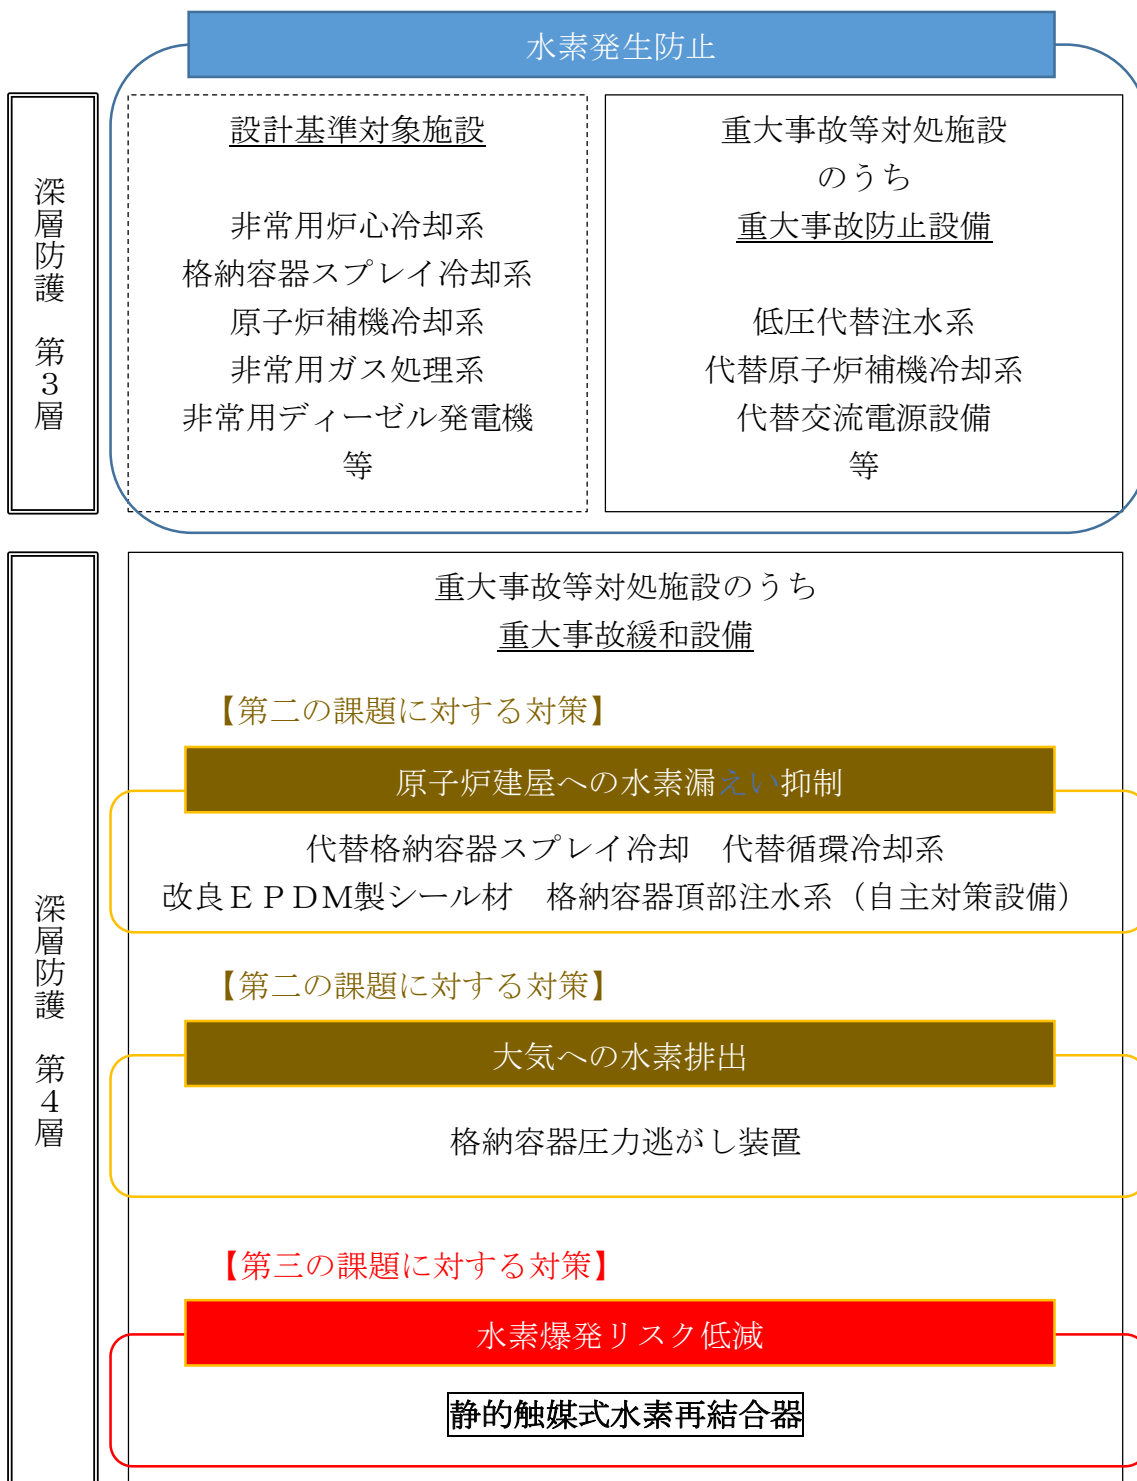 水素発生防止
深層防護　第３層
設計基準対象施設
非常用炉心冷却系
格納容器スプレイ冷却系
原子炉補機冷却系
非常用ガス処理系
非常用ディーゼル発電機
等
重大事故等対処施設
のうち
重大事故防止設備
低圧代替注水系
代替原子炉補機冷却系
代替交流電源設備
等
深層防護　第４層
重大事故等対処施設のうち
重大事故緩和設備
【第二の課題に対する対策】
原子炉建屋への水素漏えい抑制
代替格納容器スプレイ冷却　代替循環冷却系
改良ＥＰＤＭ製シール材　格納容器頂部注水系（自主対策設備）
【第二の課題に対する対策】
大気への水素排出
格納容器圧力逃がし装置
【第三の課題に対する対策】
水素爆発リスク低減
静的触媒式水素再結合器